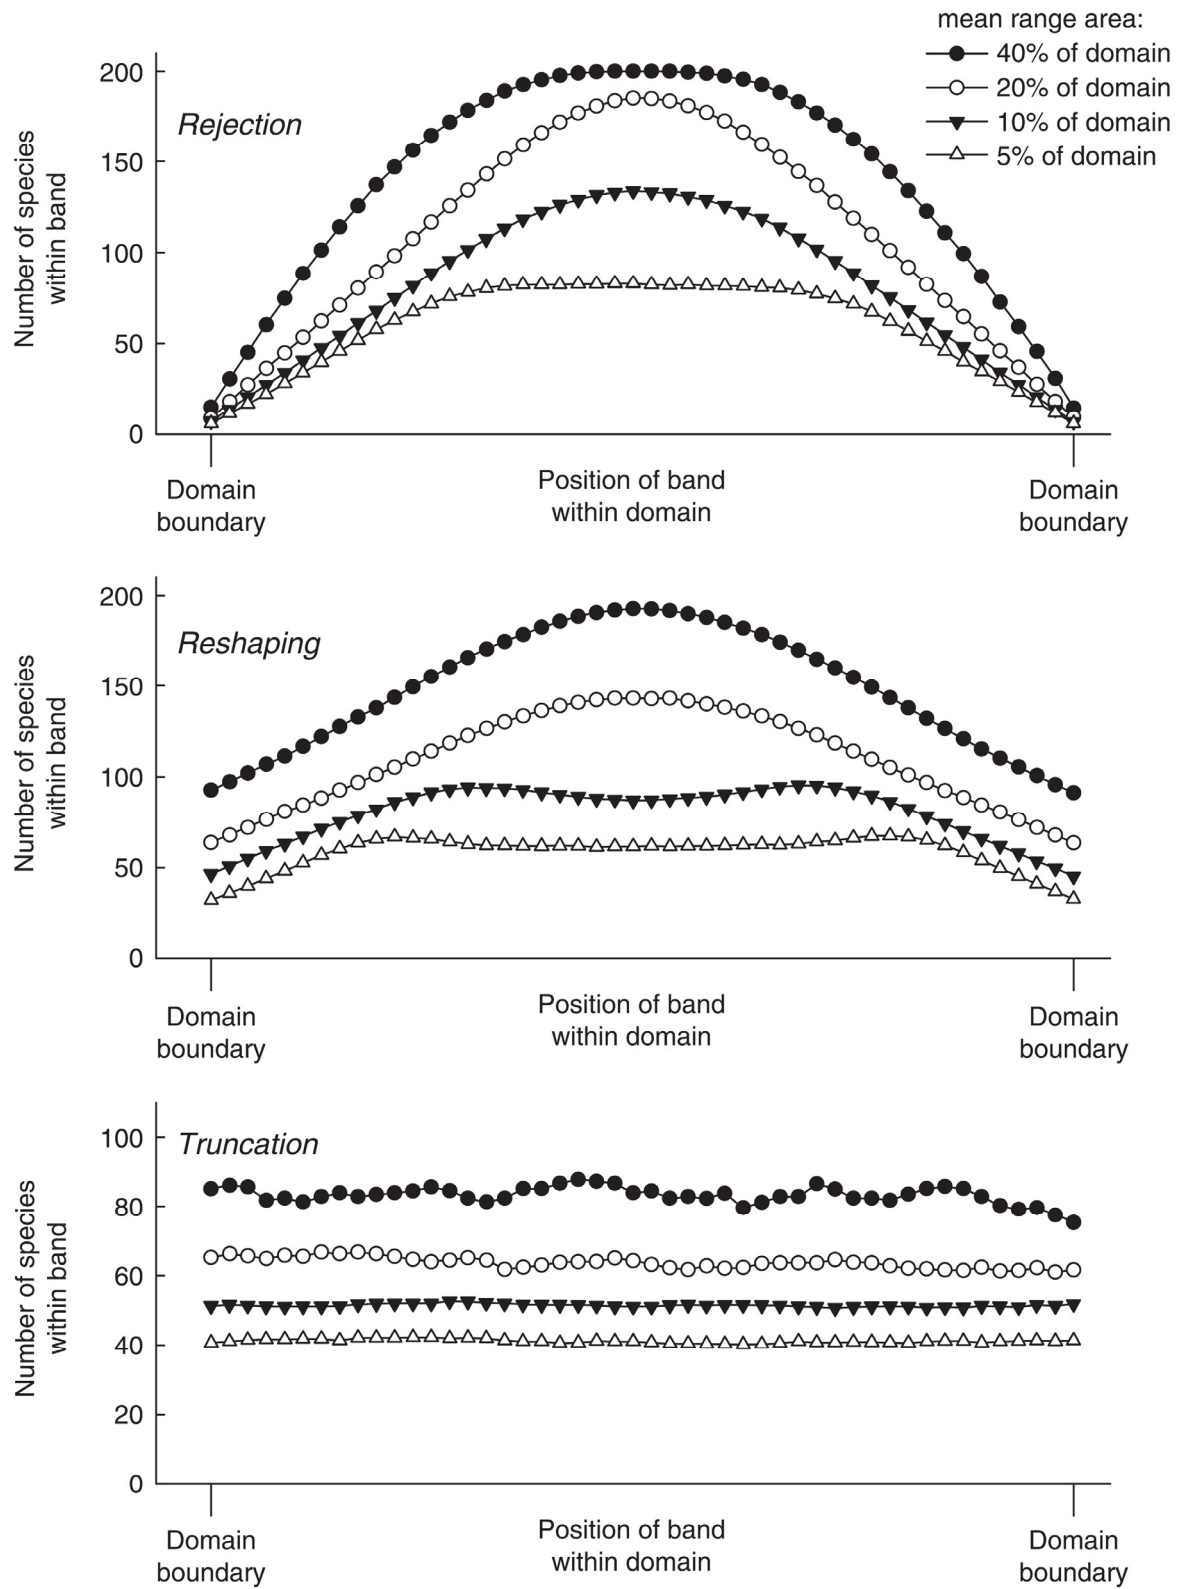 mean range area:
40% of domain
20% of domain
10% of domain
5% of domain
200
150
100
50
0
Rejection
Number of species
within band
Domain
boundary
Position of band
within domain
Domain
boundary
200
150
100
50
0
Reshaping
Number of species
within band
Domain
boundary
Position of band
within domain
Domain
boundary
100
80
60
40
20
0
Truncation
Number of species
within band
Domain
boundary
Position of band
within domain
Domain
boundary